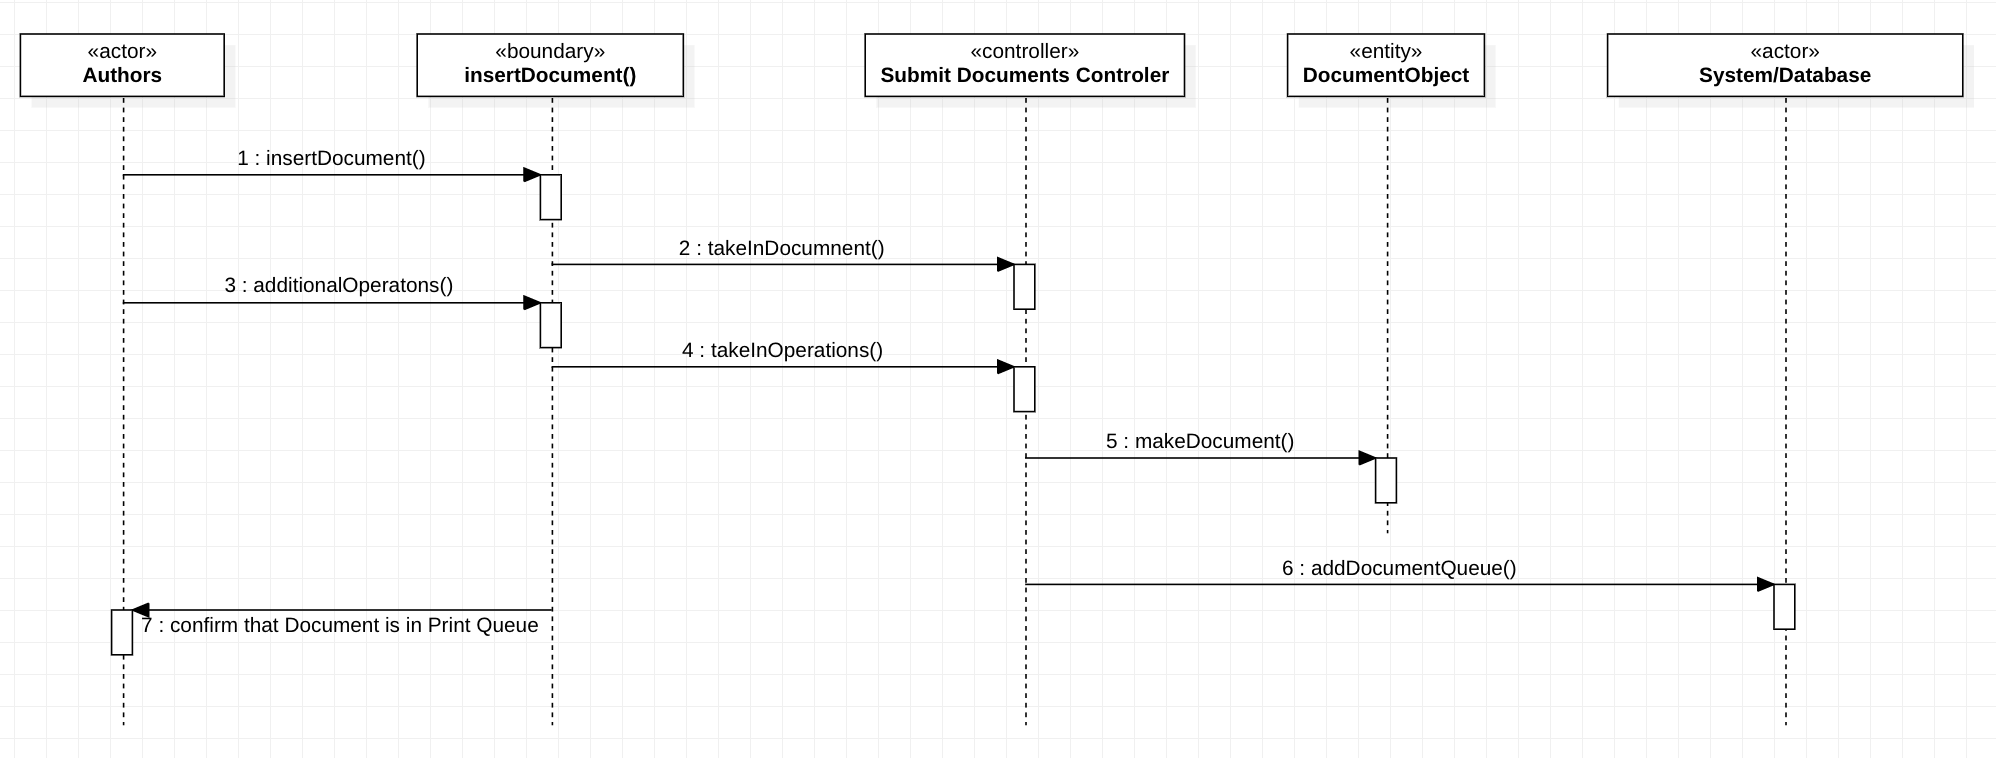 «actor»
Authors
«boundary»
insertDocument()
«controller»
Submit Documents Controler
«entity»
DocumentObject
«actor»
System/Database
1 : insertDocument()
2 : takeInDocumnent()
3 : additionalOperatons()
4 : takeInOperations()
5 : makeDocument()
6 : addDocumentQueue()
7 : confirm that Document is in Print Queue